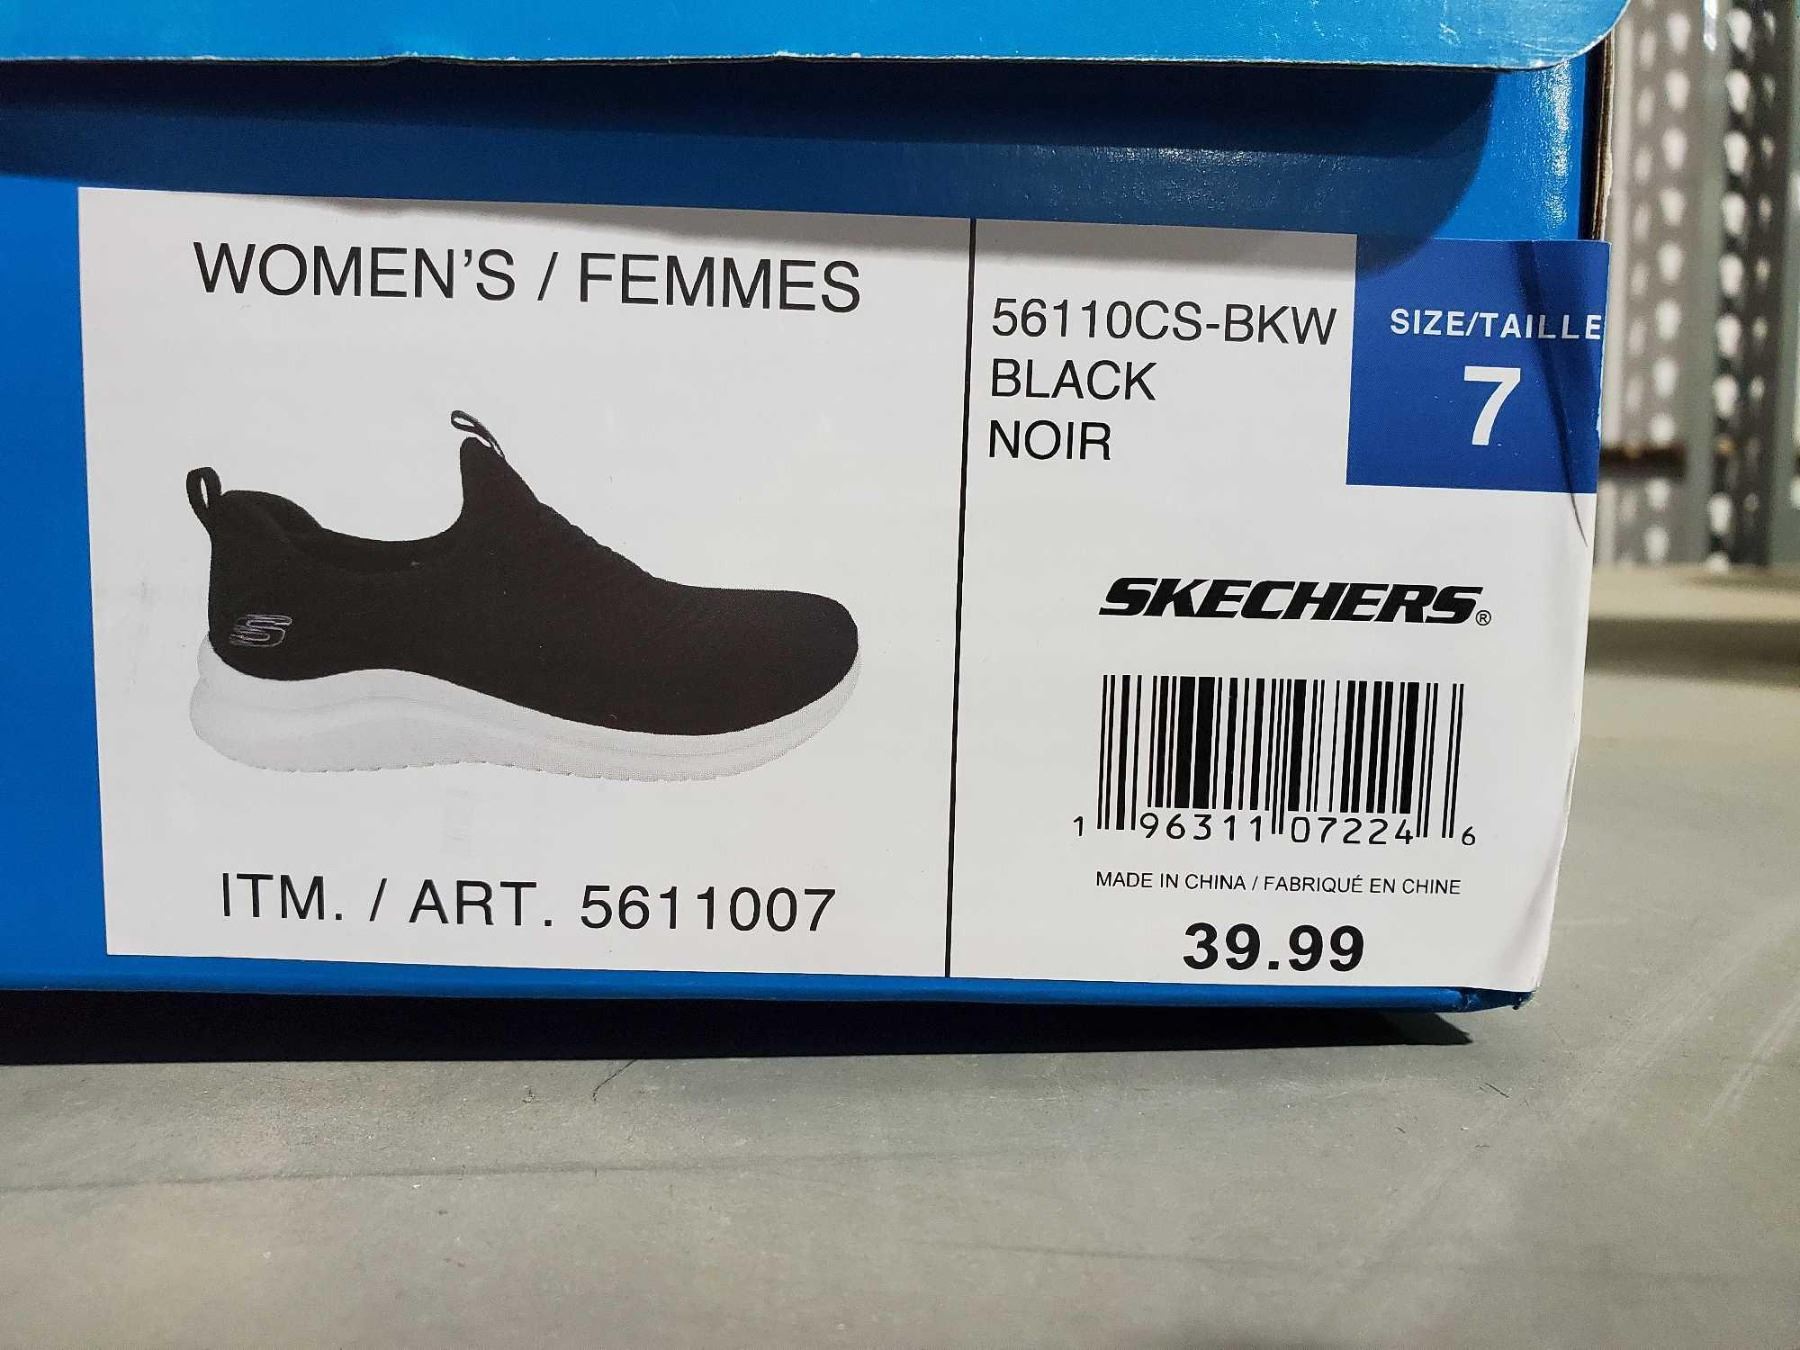 WOMEN'S / FEMMES
ITM. / ART. 5611007
56110CS-BKW
BLACK
NOIR
SIZE/TAILLE
7
SKECHERS®
1 96311 07224 6
MADE IN CHINA / FABRIQUÉ EN CHINE
39.99